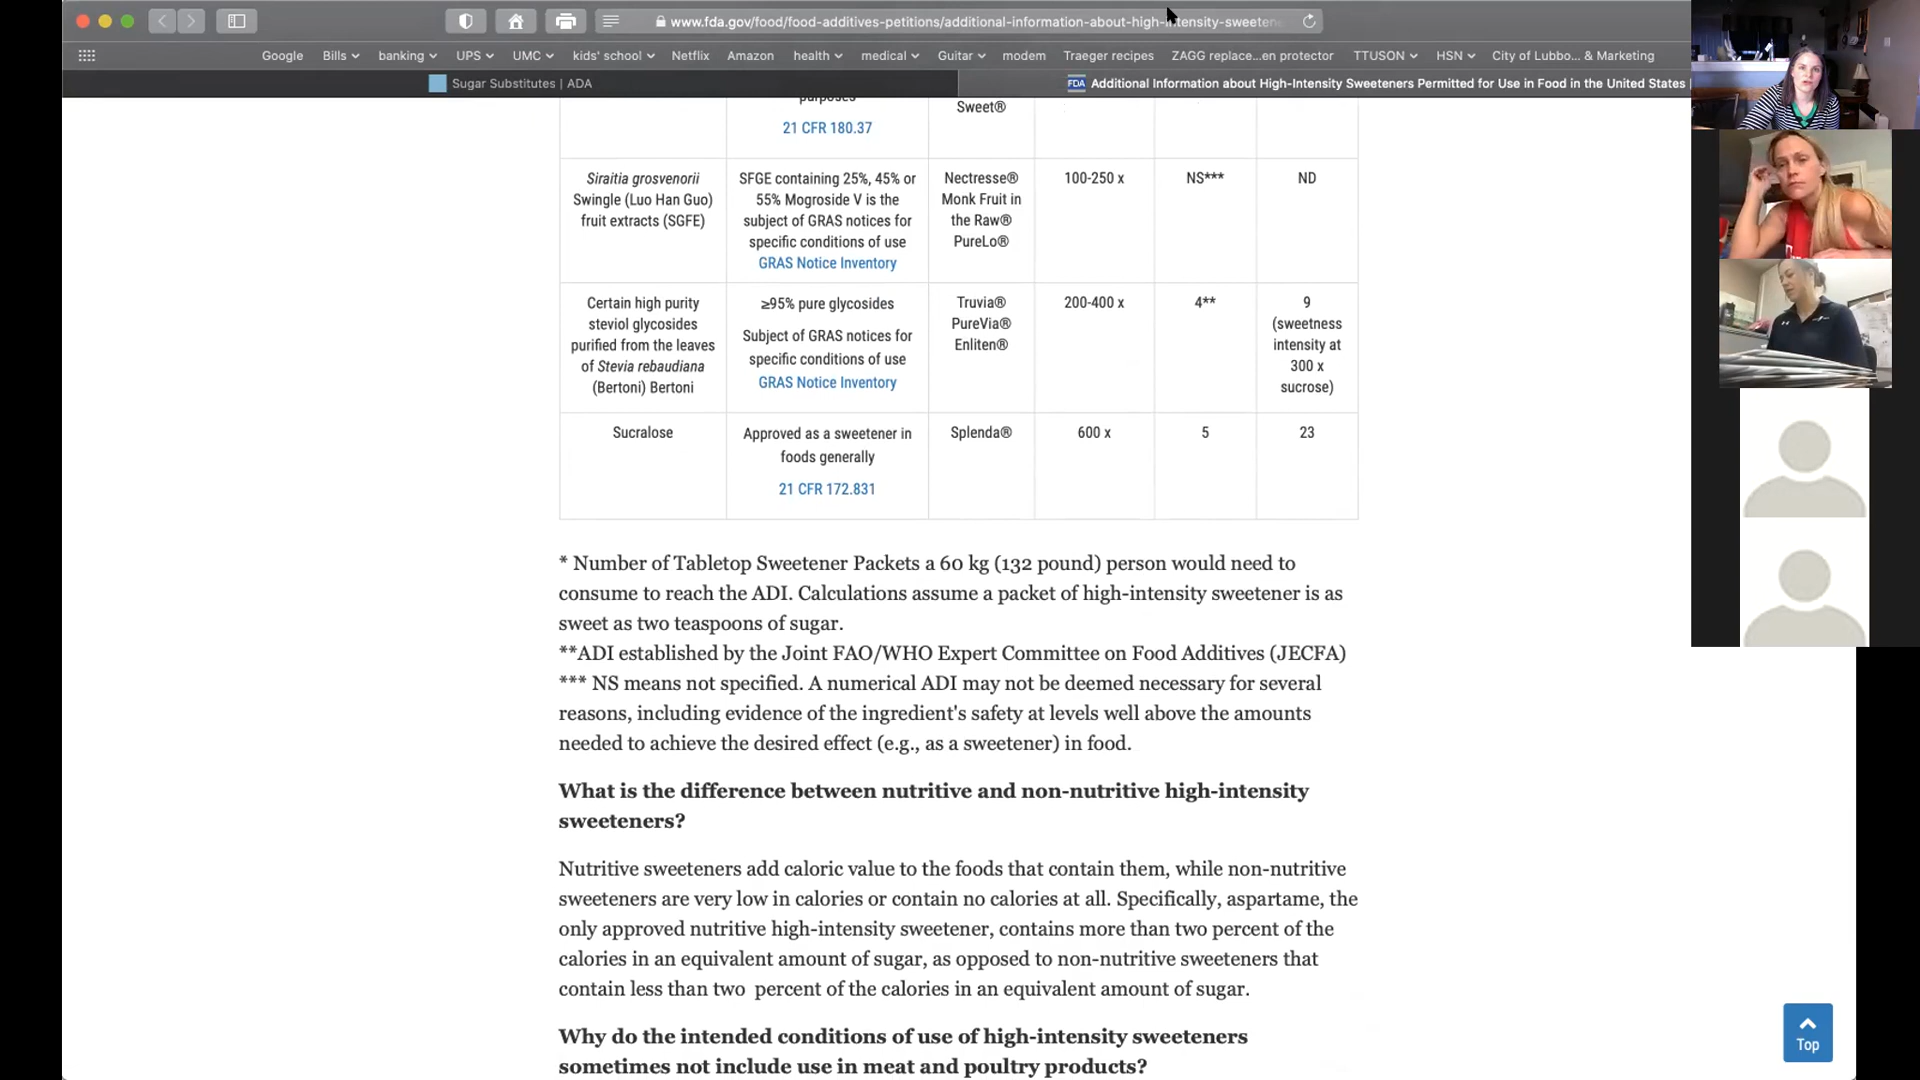 www.fda.gov/food/food-additives-petitions/additional-information-about-high-intensity-sweetene
Google Bills banking UPS UMC kids' school Netflix Amazon health medical Guitar modem Traeger recipes ZAGG replace...en protector TTUSON HSN City of Lubbo... & Marketing
Sugar Substitutes | ADA
FDA Additional Information about High-Intensity Sweeteners Permitted for Use in Food in the United States |
purposes
21 CFR 180.37
Sweet®
Siraitia grosvenorii
Swingle (Luo Han Guo)
fruit extracts (SGFE)
SFGE containing 25%, 45% or
55% Mogroside V is the
subject of GRAS notices for
specific conditions of use
GRAS Notice Inventory
Nectresse®
Monk Fruit in
the Raw®
PureLo®
100-250 x
NS***
ND
Certain high purity
steviol glycosides
purified from the leaves
of Stevia rebaudiana
(Bertoni) Bertoni
≥95% pure glycosides
Subject of GRAS notices for
specific conditions of use
GRAS Notice Inventory
Truvia®
PureVia®
Enliten®
200-400 x
4**
9
(sweetness
intensity at
300 x
sucrose)
Sucralose
Approved as a sweetener in
foods generally
21 CFR 172.831
Splenda®
600 x
5
23
* Number of Tabletop Sweetener Packets a 60 kg (132 pound) person would need to
consume to reach the ADI. Calculations assume a packet of high-intensity sweetener is as
sweet as two teaspoons of sugar.
**ADI established by the Joint FAO/WHO Expert Committee on Food Additives (JECFA)
*** NS means not specified. A numerical ADI may not be deemed necessary for several
reasons, including evidence of the ingredient's safety at levels well above the amounts
needed to achieve the desired effect (e.g., as a sweetener) in food.
What is the difference between nutritive and non-nutritive high-intensity
sweeteners?
Nutritive sweeteners add caloric value to the foods that contain them, while non-nutritive
sweeteners are very low in calories or contain no calories at all. Specifically, aspartame, the
only approved nutritive high-intensity sweetener, contains more than two percent of the
calories in an equivalent amount of sugar, as opposed to non-nutritive sweeteners that
contain less than two percent of the calories in an equivalent amount of sugar.
Why do the intended conditions of use of high-intensity sweeteners
sometimes not include use in meat and poultry products?
Top